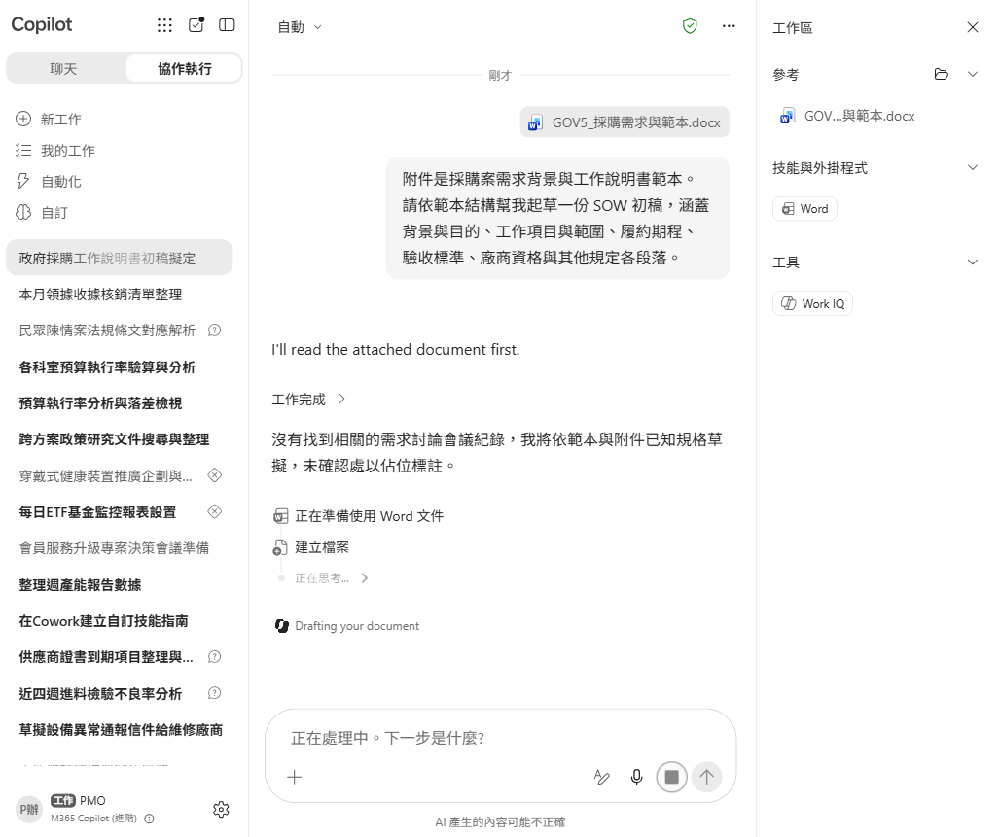 Copilot
聊天
協作執行
新工作
我的工作
自動化
自訂
政府採購工作說明書初稿擬定
本月領據收據核銷清單整理
民眾陳情案法規條文對應解析
各科室預算執行率驗算與分析
預算執行率分析與落差檢視
跨方案政策研究文件搜尋與整理
穿戴式健康裝置推廣企劃與...
每日ETF基金監控報表設置
會員服務升級專案決策會議準備
整理週產能報告數據
在Cowork建立自訂技能指南
供應商證書到期項目整理與...
近四週進料檢驗不良率分析
草擬設備異常通報信件給維修廠商
P辦
工作 PMO
M365 Copilot (進階)
自動
剛才
GOV5_採購需求與範本.docx
附件是採購案需求背景與工作說明書範本。
請依範本結構幫我起草一份 SOW 初稿，涵蓋
背景與目的、工作項目與範圍、履約期程、
驗收標準、廠商資格與其他規定各段落。
I'll read the attached document first.
工作完成
沒有找到相關的需求討論會議紀錄，我將依範本與附件已知規格草
擬，未確認處以佔位標註。
正在準備使用 Word 文件
建立檔案
正在思考...
Drafting your document
正在處理中。下一步是什麼?
AI 產生的內容可能不正確
工作區
參考
GOV...與範本.docx
技能與外掛程式
Word
工具
Work IQ